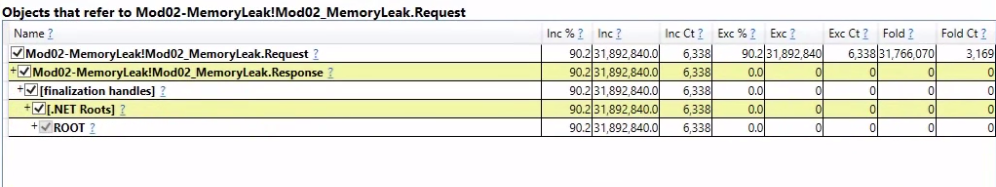 Objects that refer to Mod02-MemoryLeak!Mod02_MemoryLeak.Request
Name ? Inc % ? Inc ? Inc Ct ? Exc % ? Exc ? Exc Ct ? Fold ? Fold Ct ?
Mod02-MemoryLeak!Mod02_MemoryLeak.Request ? 90.2 31,892,840.0 6,338 90.2 31,892,840 6,338 31,766,070 3,169
+Mod02-MemoryLeak!Mod02_MemoryLeak.Response ? 90.2 31,892,840.0 6,338 0.0 0 0 0 0
+[finalization handles] ? 90.2 31,892,840.0 6,338 0.0 0 0 0 0
+[.NET Roots] ? 90.2 31,892,840.0 6,338 0.0 0 0 0 0
+ROOT ? 90.2 31,892,840.0 6,338 0.0 0 0 0 0